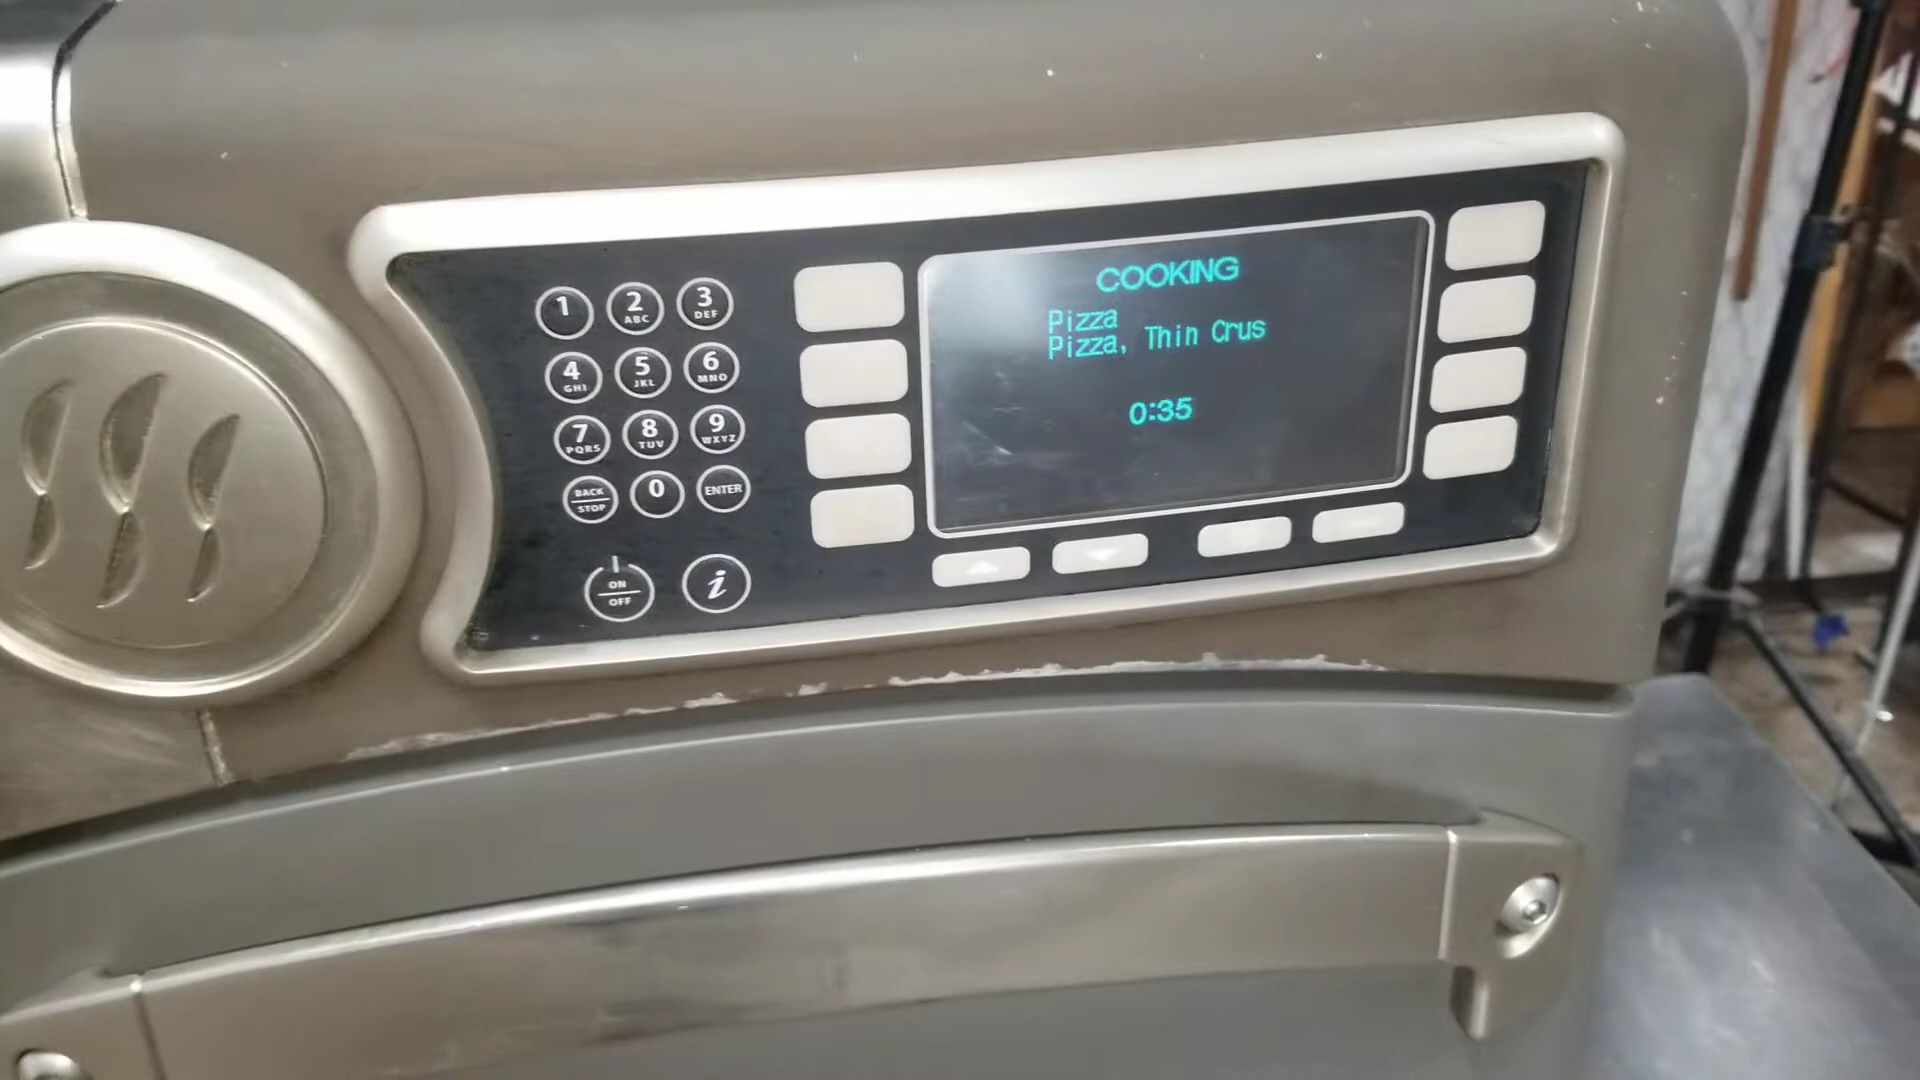 COOKING
Pizza
Pizza, Thin Crus
0:35
1
2 ABC
3 DEF
4 GHI
5 JKL
6 MNO
7 PQRS
8 TUV
9 WXYZ
BACK
STOP
0
ENTER
ON
OFF
i